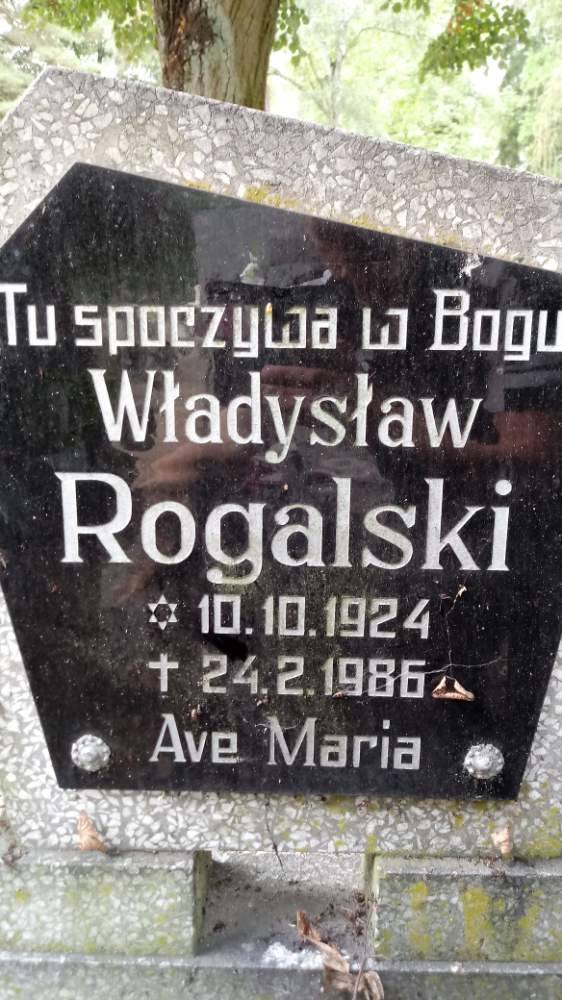 Tu spoczywa w Bogu
Władysław
Rogalski
✡ 10.10.1924
✝ 24.2.1986
Ave Maria